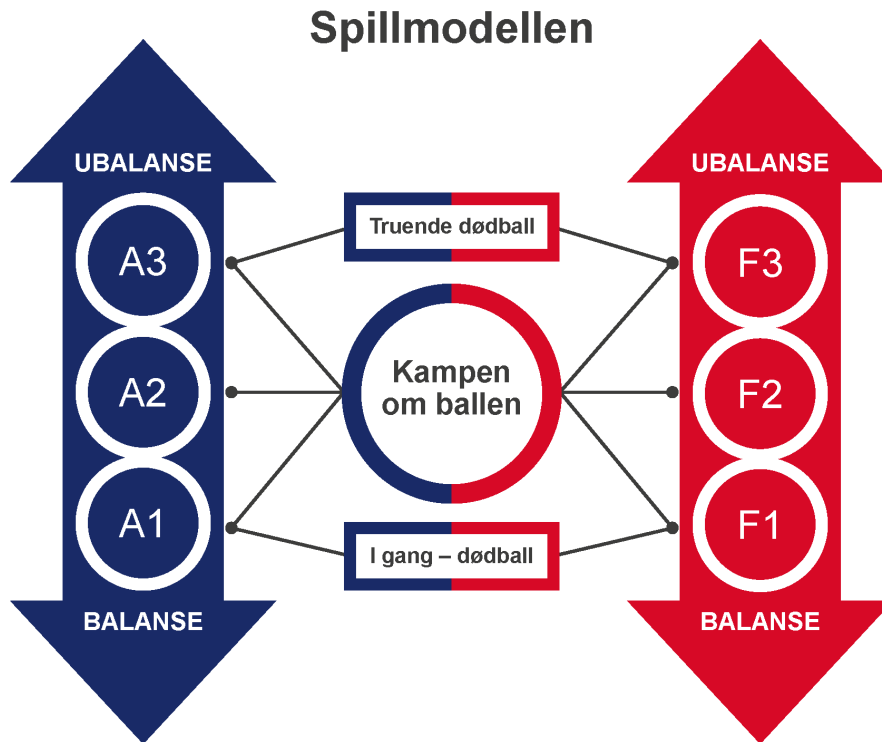 Spillmodellen
UBALANSE
UBALANSE
A3
Truende dødball
F3
A2
Kampen
om ballen
F2
A1
I gang – dødball
F1
BALANSE
BALANSE